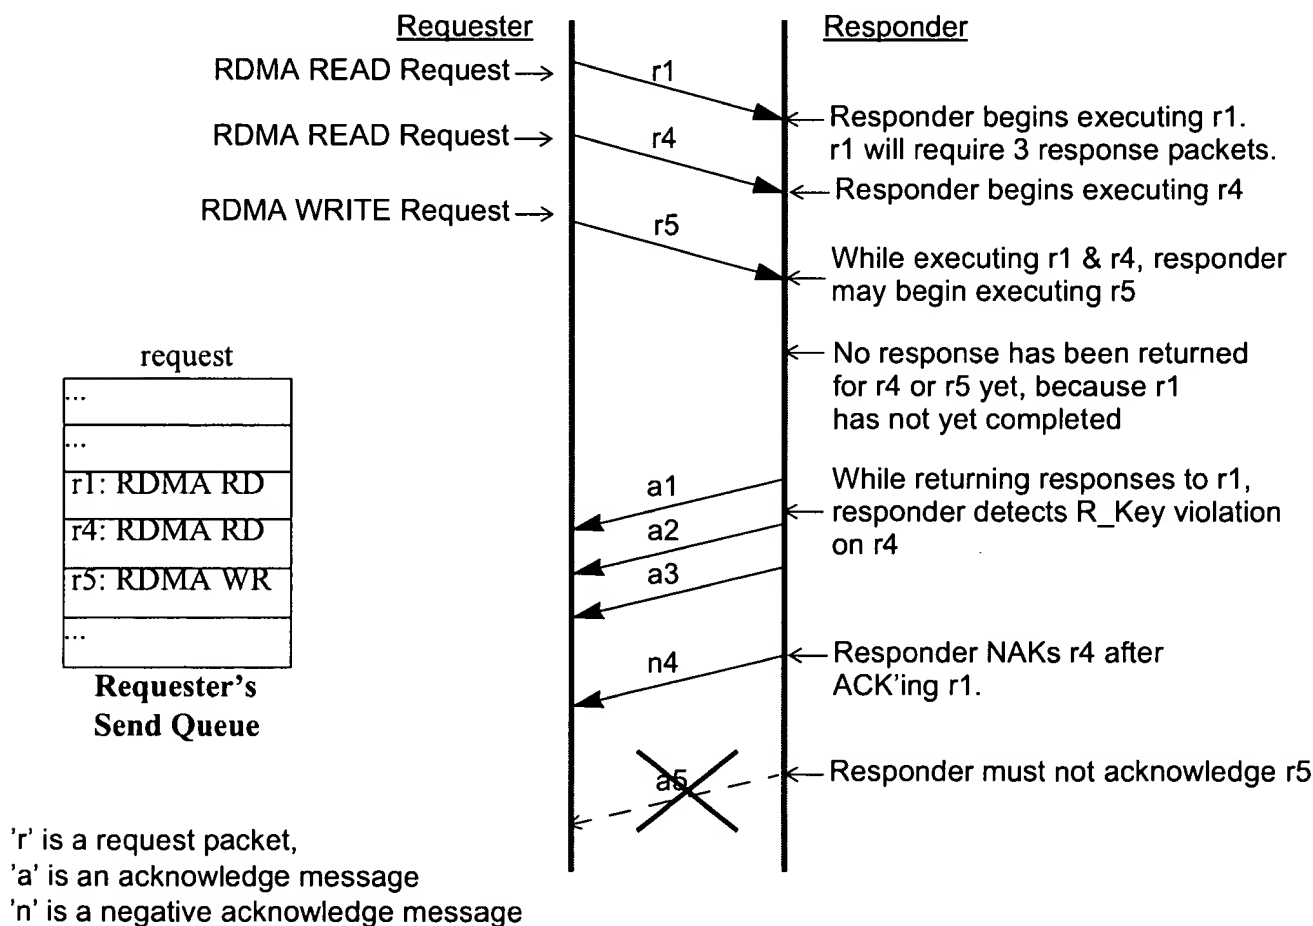 Requester
Responder
RDMA READ Request
r1
Responder begins executing r1.
r1 will require 3 response packets.
RDMA READ Request
r4
Responder begins executing r4
RDMA WRITE Request
r5
While executing r1 & r4, responder
may begin executing r5
No response has been returned
for r4 or r5 yet, because r1
has not yet completed
request
...
...
r1: RDMA RD
r4: RDMA RD
r5: RDMA WR
...
Requester's
Send Queue
a1
While returning responses to r1,
responder detects R_Key violation
on r4
a2
a3
n4
Responder NAKs r4 after
ACK'ing r1.
a5
Responder must not acknowledge r5
'r' is a request packet,
'a' is an acknowledge message
'n' is a negative acknowledge message